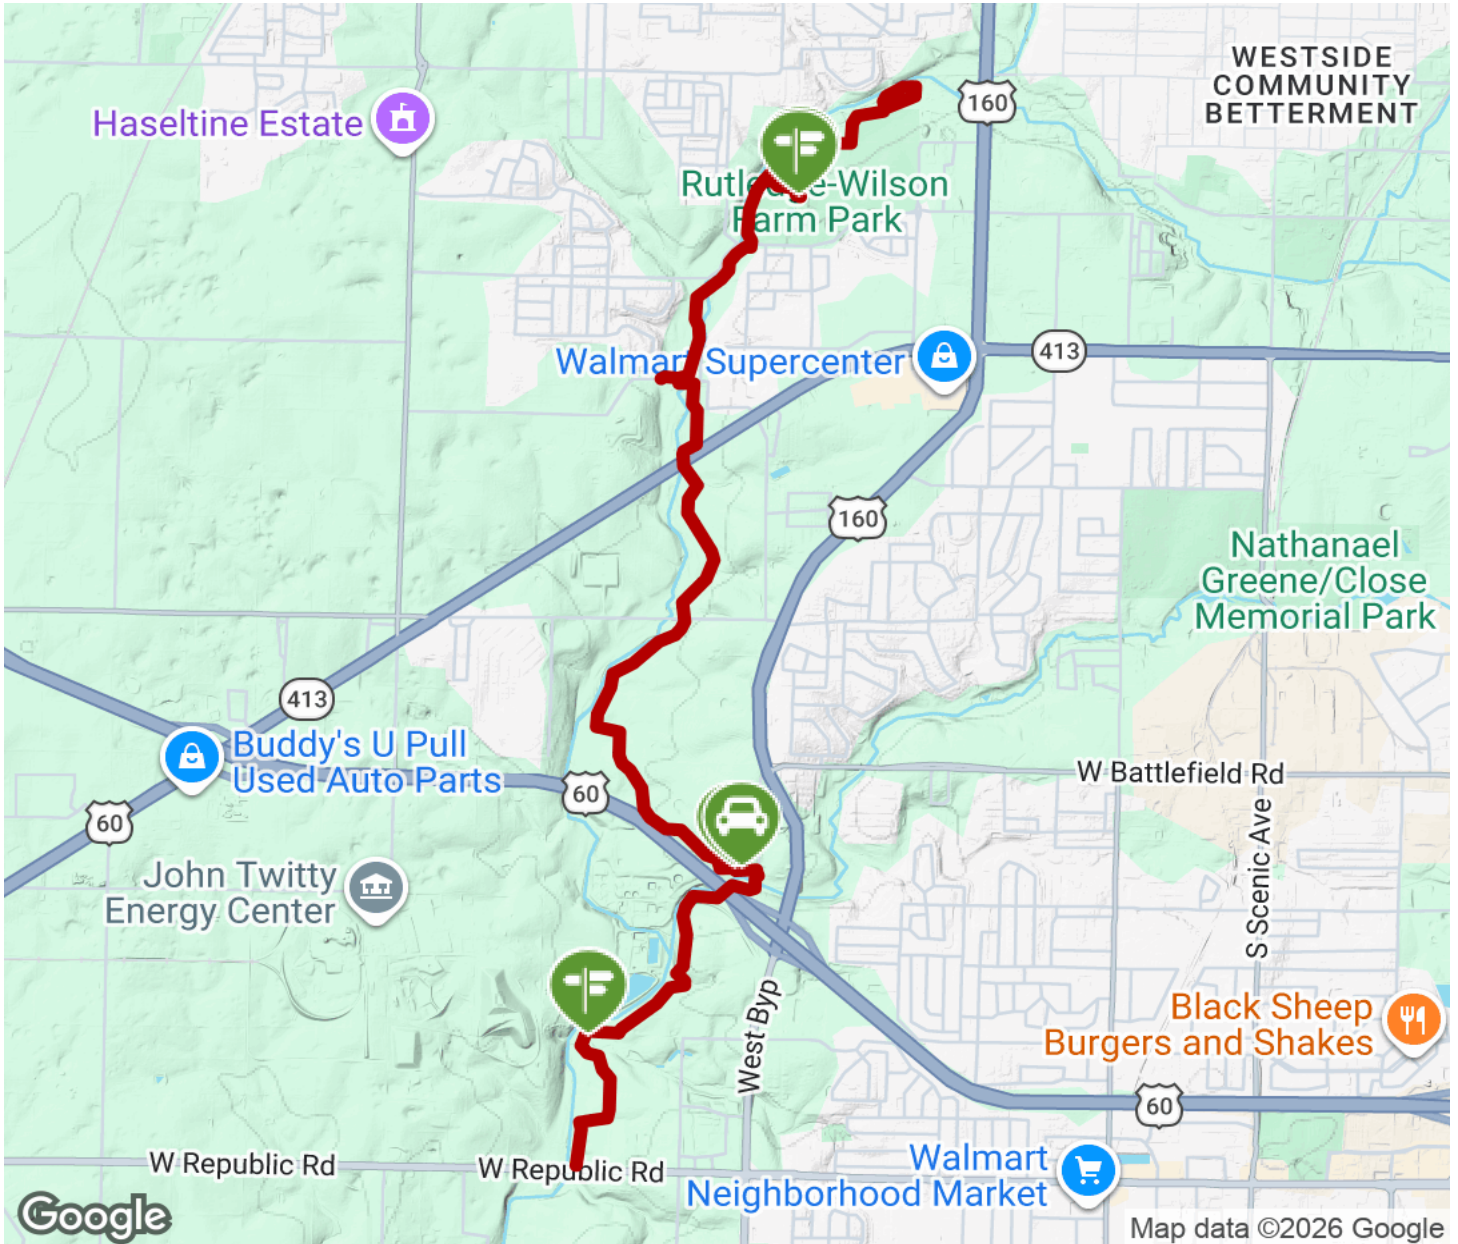 WESTSIDE
COMMUNITY
BETTERMENT
160
Haseltine Estate
Rutledge-Wilson
Farm Park
Walmart Supercenter
413
160
Nathanael
Greene/Close
Memorial Park
413
Buddy's U Pull
Used Auto Parts
W Battlefield Rd
60
60
S Scenic Ave
John Twitty
Energy Center
West Byp
Black Sheep
Burgers and Shakes
60
W Republic Rd
W Republic Rd
Walmart
Neighborhood Market
Google
Map data ©2026 Google